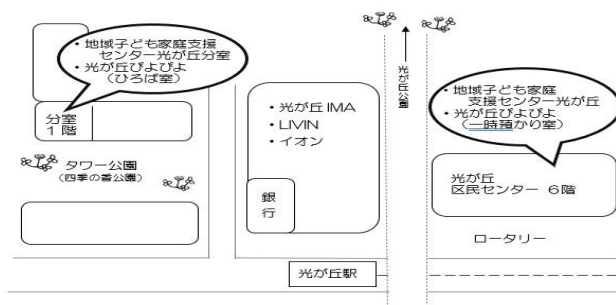 ・地域子ども家庭支援
センター光が丘分室
・光が丘ぴよぴよ
（ひろば室）
分室
１階
タワー公園
（四季の香公園）
・光が丘 IMA
・LIVIN
・イオン
銀
行
光が丘公園
・地域子ども家庭
支援センター光が丘
・光が丘ぴよぴよ
（一時預かり室）
光が丘
区民センター ６階
ロータリー
光が丘駅